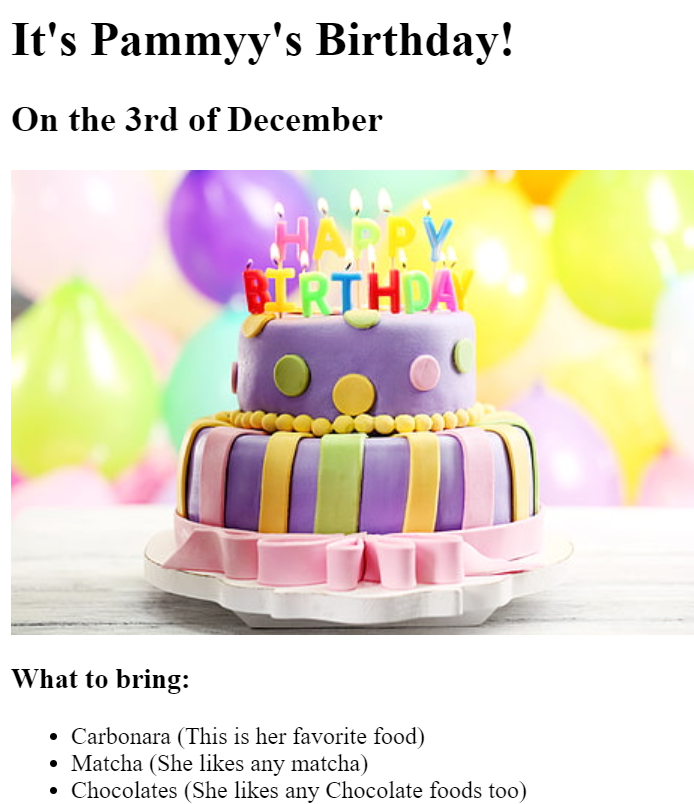 It's Pammyy's Birthday!
On the 3rd of December
HAPPY
BIRTHDAY
What to bring:
Carbonara (This is her favorite food)
Matcha (She likes any matcha)
Chocolates (She likes any Chocolate foods too)